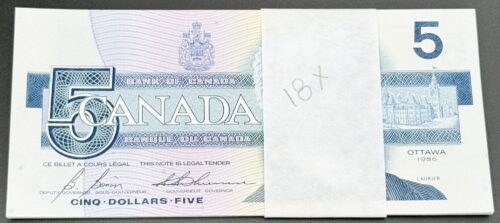 5
BANK OF CANADA
5 CANADA
BANQUE DU CANADA
18X
CE BILLET A COURS LÉGAL THIS NOTE IS LEGAL TENDER
DEPUTY GOVERNOR SOUS-GOUVERNEUR GOVERNOR GOUVERNEUR
CINQ·DOLLARS·FIVE
OTTAWA
1986
LAURIER